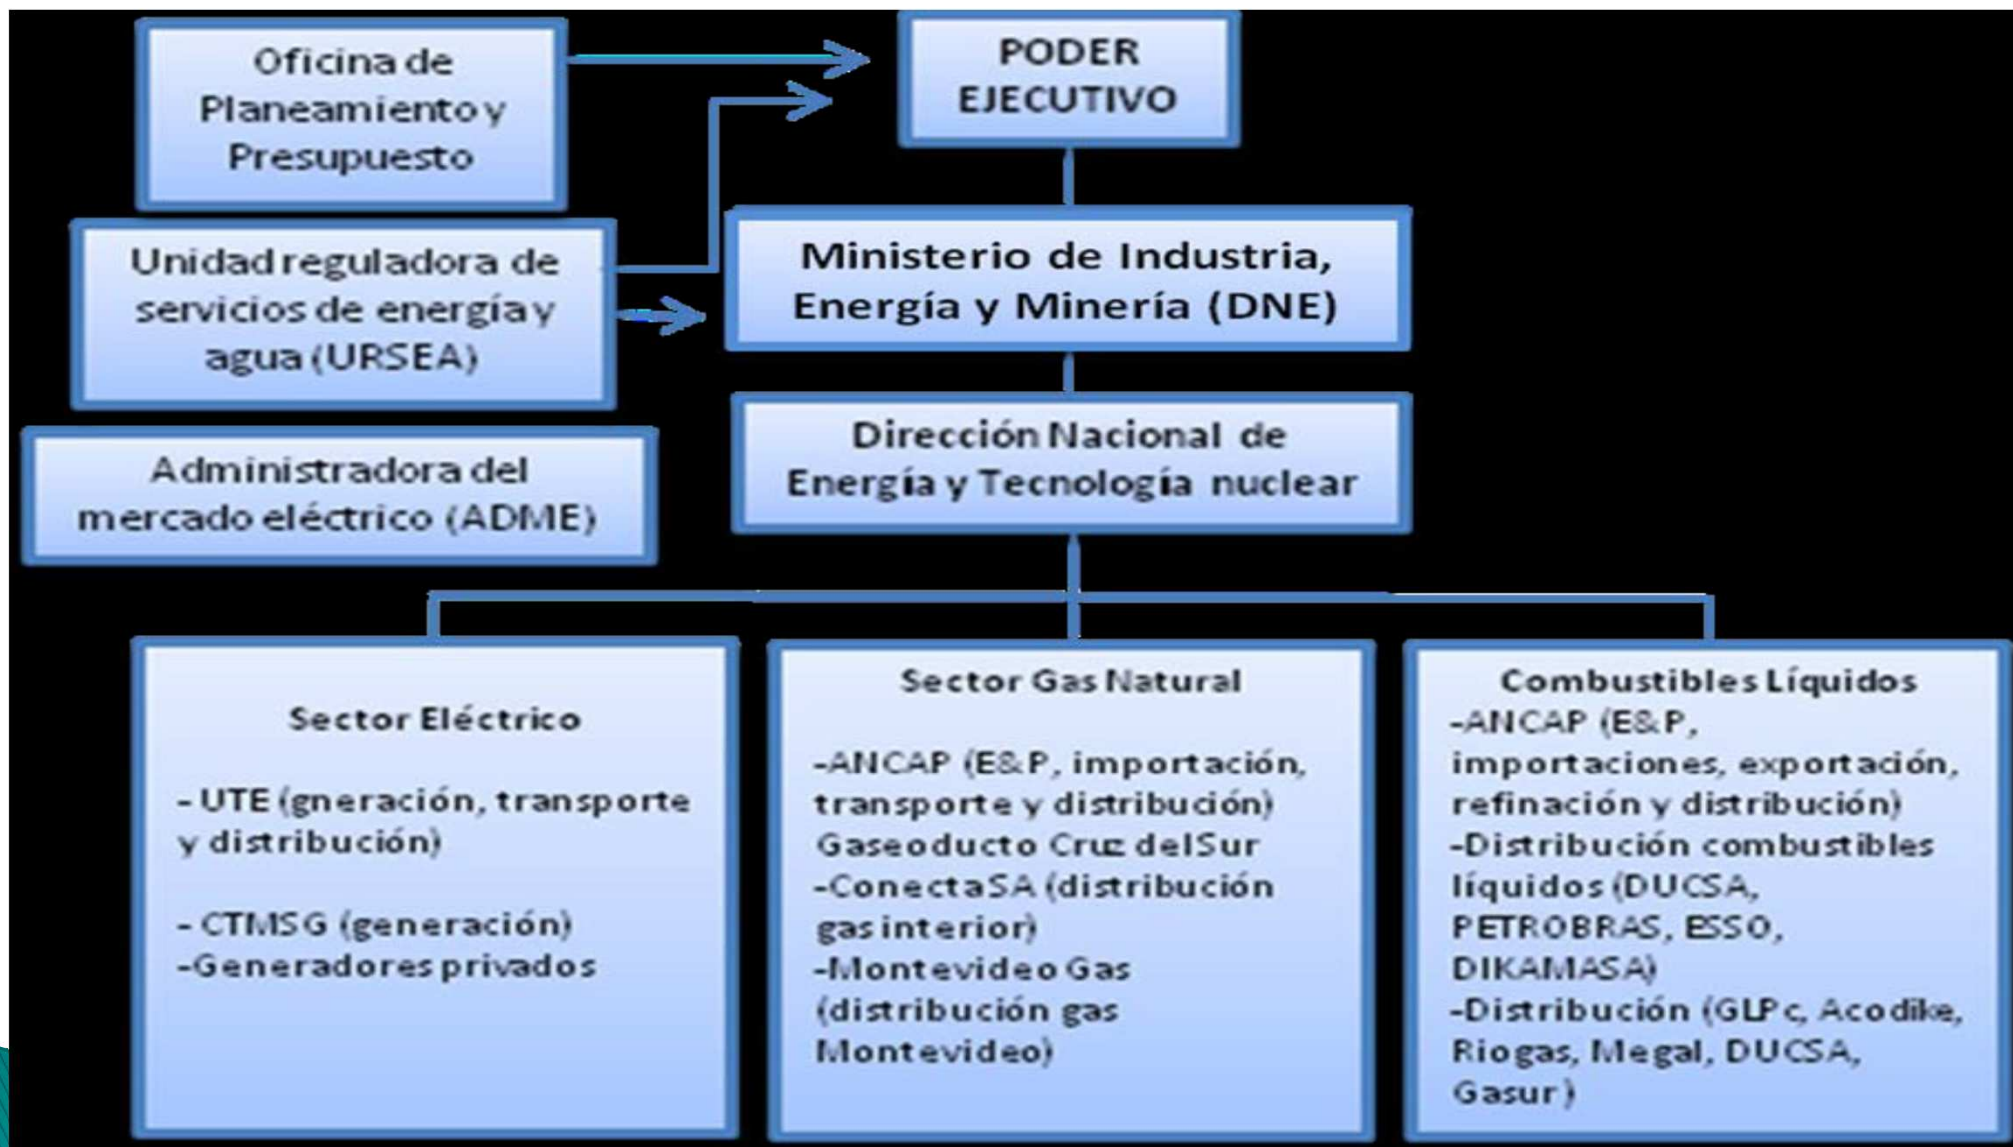 Oficina de
Planeamiento y
Presupuesto
PODER
EJECUTIVO
Unidad reguladora de
servicios de energía y
agua (URSEA)
Ministerio de Industria,
Energía y Minería (DNE)
Administradora del
mercado eléctrico (ADME)
Dirección Nacional de
Energía y Tecnología nuclear
Sector Eléctrico
- UTE (gneración, transporte
y distribución)
- CTMSG (generación)
-Generadores privados
Sector Gas Natural
-ANCAP (E&P, importación,
transporte y distribución)
Gaseoducto Cruz del Sur
-Conecta SA (distribución
gas interior)
-Montevideo Gas
(distribución gas
Montevideo)
Combustibles Líquidos
-ANCAP (E&P,
importaciones, exportación,
refinación y distribución)
-Distribución combustibles
líquidos (DUCSA,
PETROBRAS, ESSO,
DIKAMASA)
-Distribución (GLPc, Acodike,
Riogas, Megal, DUCSA,
Gasur)